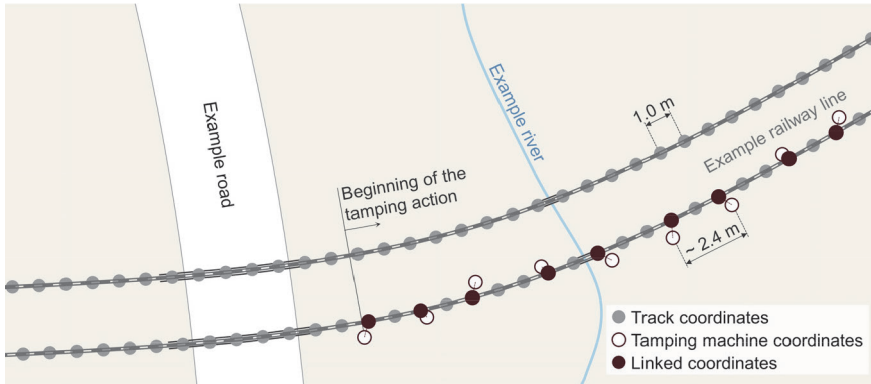 Example road
Beginning of the
tamping action
Example river
1.0 m
Example railway line
~ 2.4 m
Track coordinates
Tamping machine coordinates
Linked coordinates